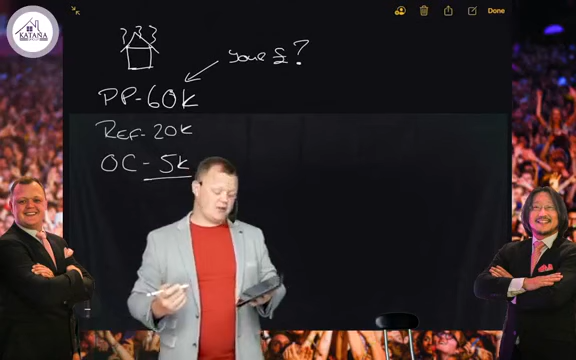 KATANA
Done
your £?
PP-60k
REF-20k
OC-5k